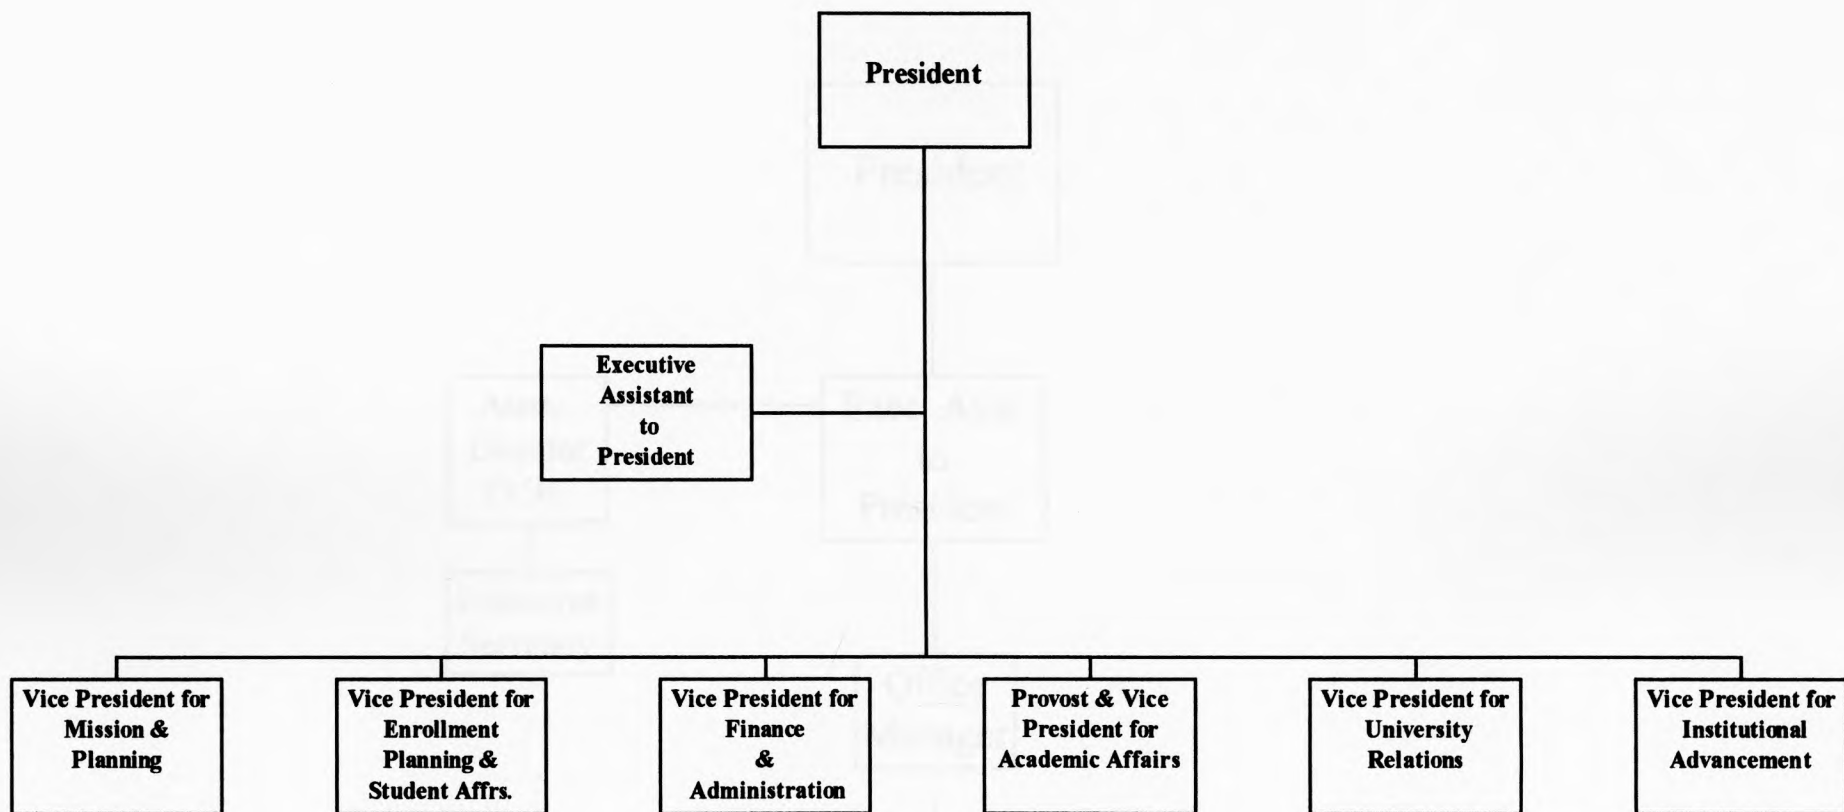 President
Executive
Assistant
to
President
Vice President for
Mission &
Planning
Vice President for
Enrollment
Planning &
Student Affrs.
Vice President for
Finance
&
Administration
Provost & Vice
President for
Academic Affairs
Vice President for
University
Relations
Vice President for
Institutional
Advancement